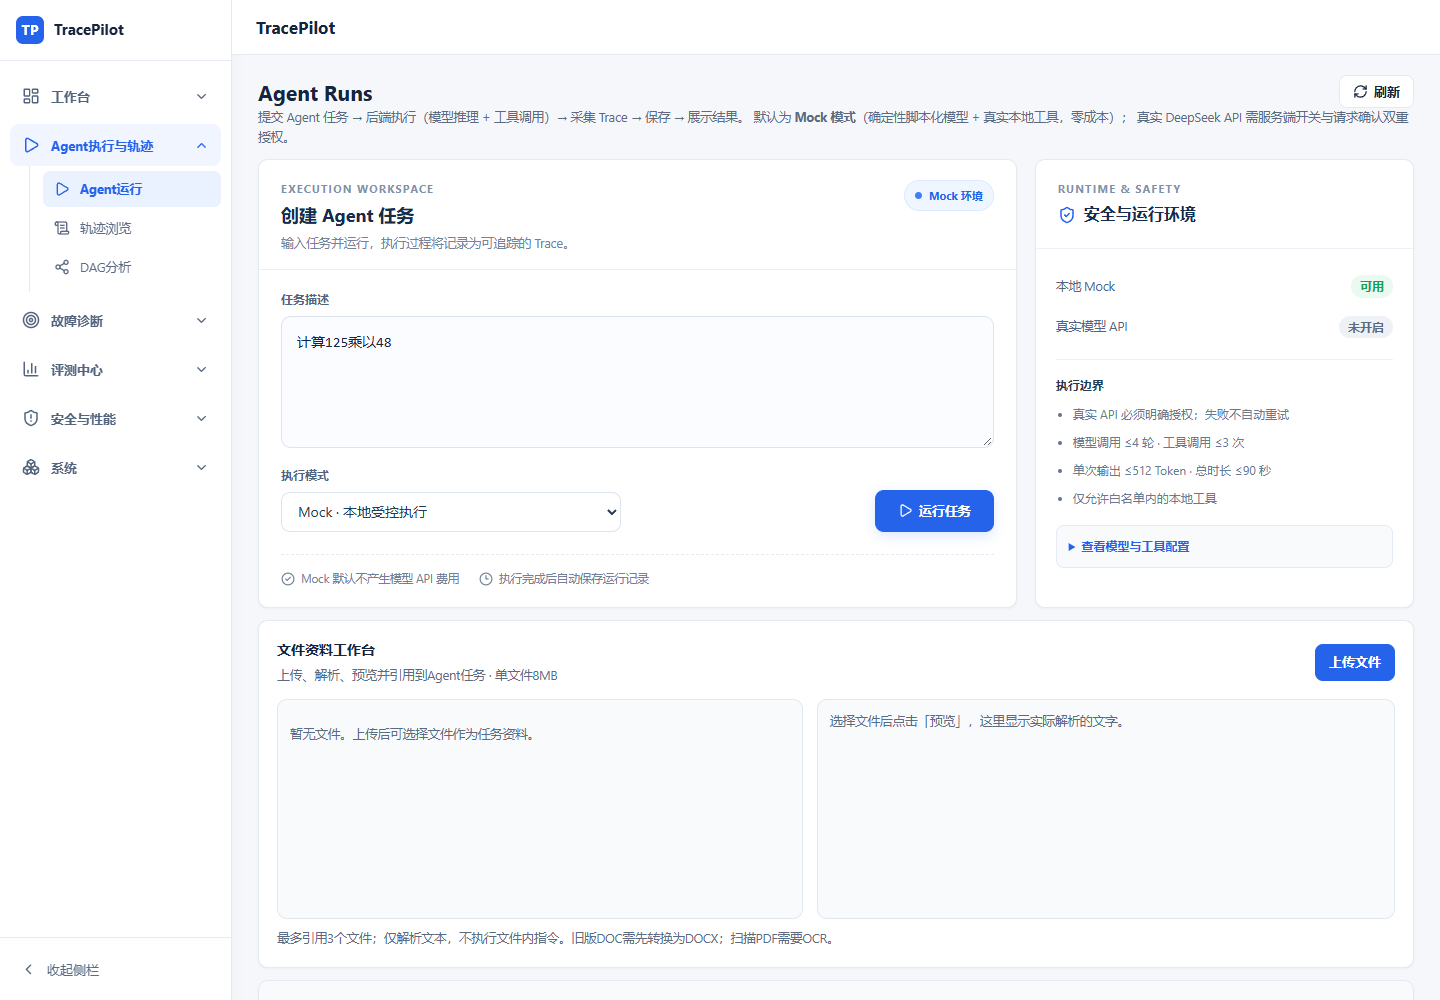 TP TracePilot
工作台
Agent执行与轨迹
Agent运行
轨迹浏览
DAG分析
故障诊断
评测中心
安全与性能
系统
收起侧栏
TracePilot
Agent Runs
刷新
提交 Agent 任务 → 后端执行（模型推理 + 工具调用）→ 采集 Trace → 保存 → 展示结果。 默认为 Mock 模式（确定性脚本化模型 + 真实本地工具，零成本）； 真实 DeepSeek API 需服务端开关与请求确认双重
授权。
EXECUTION WORKSPACE
创建 Agent 任务
输入任务并运行，执行过程将记录为可追踪的 Trace。
Mock 环境
任务描述
计算125乘以48
执行模式
Mock · 本地受控执行
运行任务
Mock 默认不产生模型 API 费用
执行完成后自动保存运行记录
RUNTIME & SAFETY
安全与运行环境
本地 Mock
可用
真实模型 API
未开启
执行边界
真实 API 必须明确授权；失败不自动重试
模型调用 ≤4 轮 · 工具调用 ≤3 次
单次输出 ≤512 Token · 总时长 ≤90 秒
仅允许白名单内的本地工具
查看模型与工具配置
文件资料工作台
上传、解析、预览并引用到Agent任务 · 单文件8MB
上传文件
暂无文件。上传后可选择文件作为任务资料。
选择文件后点击「预览」，这里显示实际解析的文字。
最多引用3个文件；仅解析文本，不执行文件内指令。旧版DOC需先转换为DOCX；扫描PDF需要OCR。